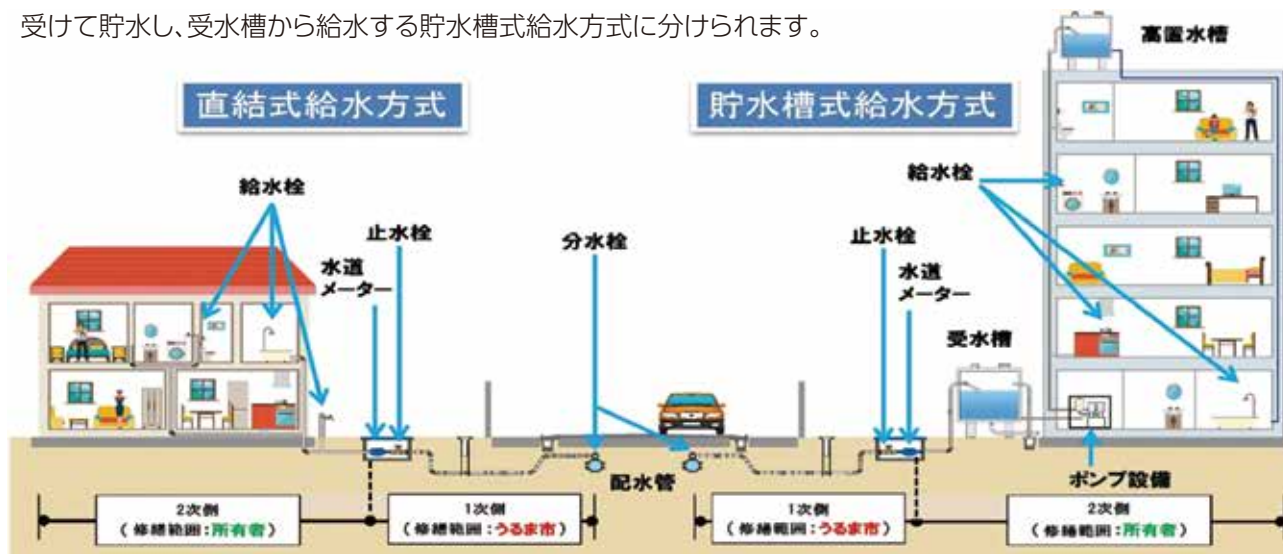 受けて貯水し、受水槽から給水する貯水槽式給水方式に分けられます。
直結式給水方式
貯水槽式給水方式
高置水槽
給水栓
止水栓
水道
メーター
分水栓
止水栓
水道
メーター
給水栓
受水槽
配水管
ポンプ設備
2次側
(修繕範囲:所有者)
1次側
(修繕範囲:うるま市)
1次側
(修繕範囲:うるま市)
2次側
(修繕範囲:所有者)